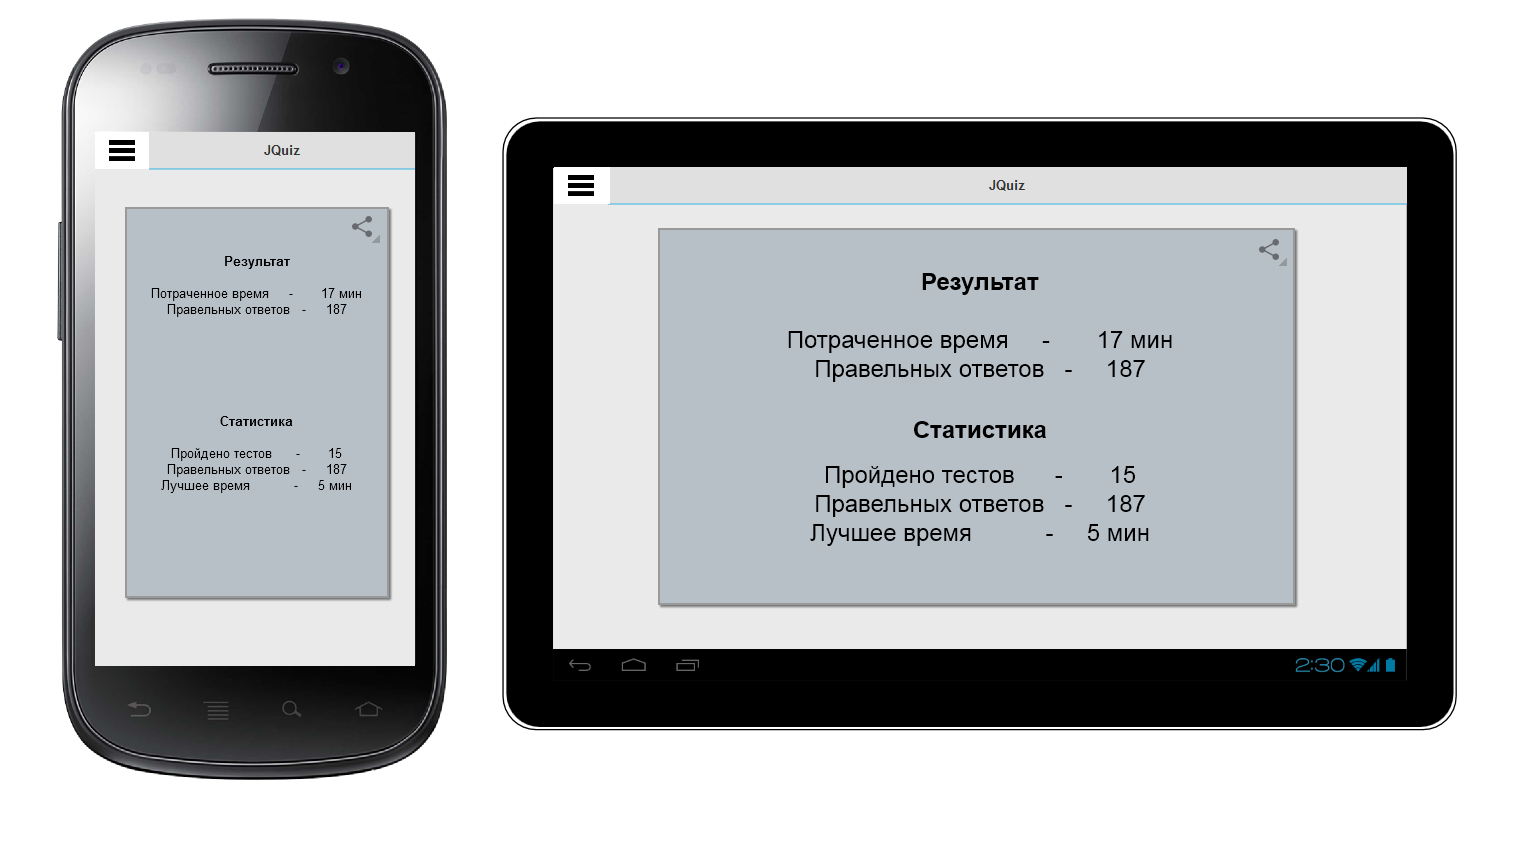 JQuiz
Результат
Потраченное время - 17 мин
Правельных ответов - 187
Статистика
Пройдено тестов - 15
Правельных ответов - 187
Лучшее время - 5 мин
JQuiz
Результат
Потраченное время - 17 мин
Правельных ответов - 187
Статистика
Пройдено тестов - 15
Правельных ответов - 187
Лучшее время - 5 мин
2:30